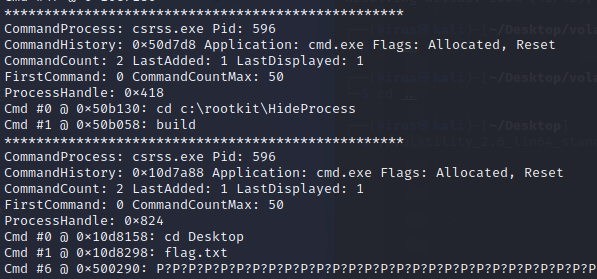 **************************************************
CommandProcess: csrss.exe Pid: 596
CommandHistory: 0×50d7d8 Application: cmd.exe Flags: Allocated, Reset
CommandCount: 2 LastAdded: 1 LastDisplayed: 1
FirstCommand: 0 CommandCountMax: 50
ProcessHandle: 0×418
Cmd #0 @ 0×50b130: cd c:\rootkit\HideProcess
Cmd #1 @ 0×50b058: build
**************************************************
CommandProcess: csrss.exe Pid: 596
CommandHistory: 0×10d7a88 Application: cmd.exe Flags: Allocated, Reset
CommandCount: 2 LastAdded: 1 LastDisplayed: 1
FirstCommand: 0 CommandCountMax: 50
ProcessHandle: 0×824
Cmd #0 @ 0×10d8158: cd Desktop
Cmd #1 @ 0×10d8298: flag.txt
Cmd #6 @ 0×500290: P?P?P?P?P?P?P?P?P?P?P?P?P?P?P?P?P?P?P?P?P?P?P?P?P?P?P?P?P?P?P